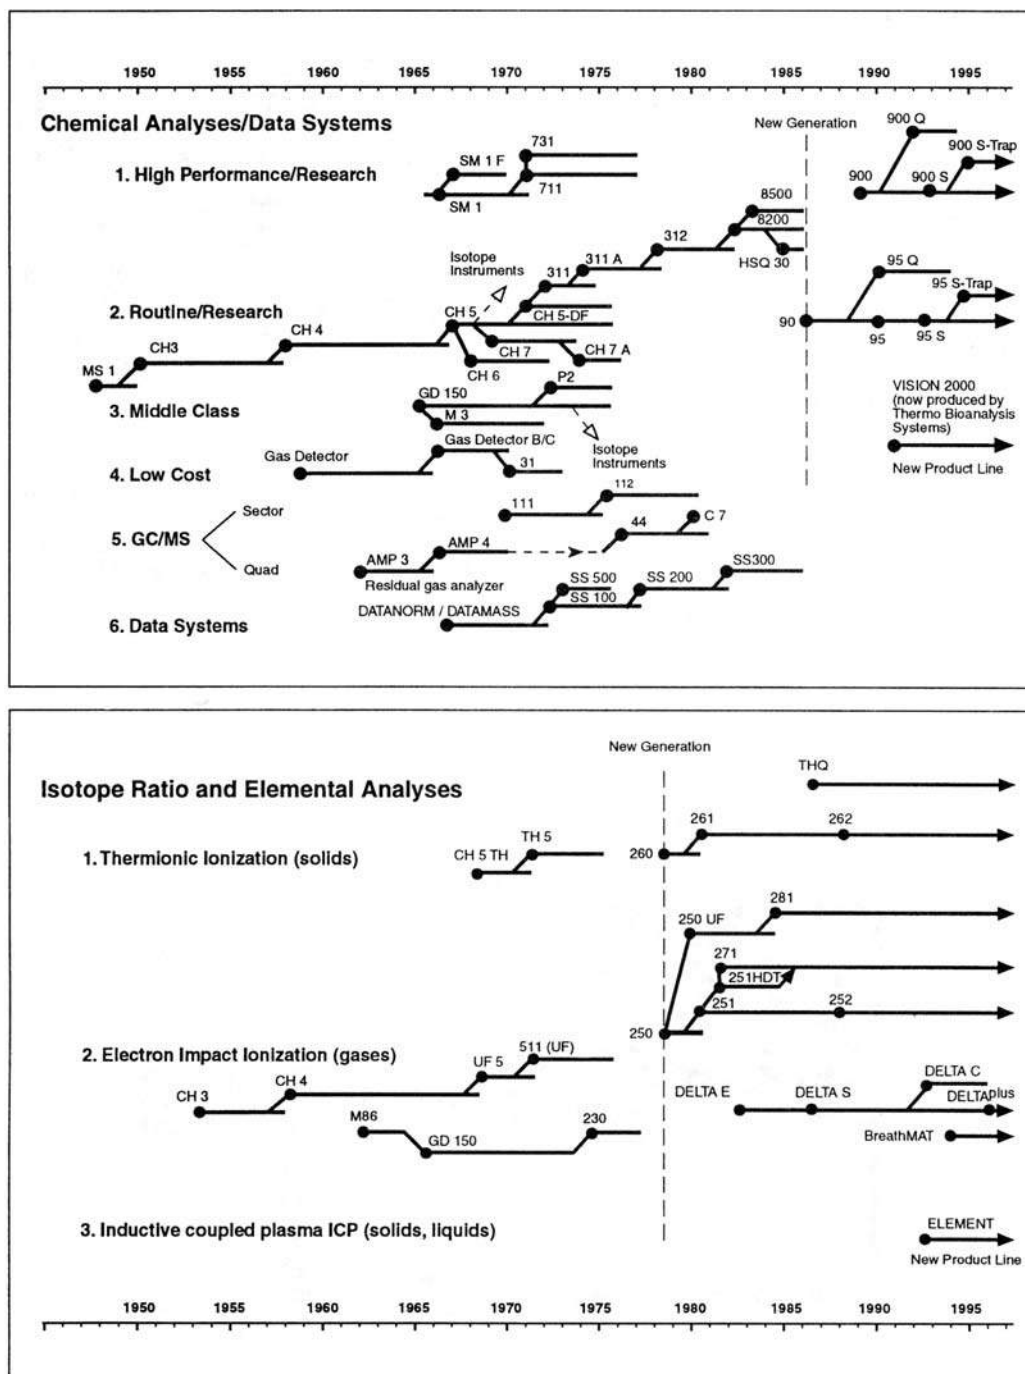 1950 1955 1960 1965 1970 1975 1980 1985 1990 1995
Chemical Analyses/Data Systems
New Generation
900 Q
731
SM 1 F
900 S-Trap
1. High Performance/Research
711
900
900 S
SM 1
8500
8200
312
311 A
HSQ 30
Isotope
Instruments
311
95 Q
95 S-Trap
2. Routine/Research
CH 5
CH 5-DF
90
95
95 S
CH 4
CH3
CH 7
CH 7 A
MS 1
CH 6
P2
GD 150
3. Middle Class
M 3
VISION 2000
(now produced by
Thermo Bioanalysis
Systems)
New Product Line
Gas Detector B/C
Gas Detector
31
Isotope
Instruments
4. Low Cost
112
111
Sector
C 7
44
5. GC/MS
AMP 4
Quad
AMP 3
Residual gas analyzer
SS 500
SS 200
SS300
SS 100
DATANORM / DATAMASS
6. Data Systems
New Generation
THQ
Isotope Ratio and Elemental Analyses
261
262
TH 5
CH 5 TH
260
1. Thermionic Ionization (solids)
281
250 UF
271
251HDT
251
252
250
511 (UF)
2. Electron Impact Ionization (gases)
UF 5
CH 4
CH 3
DELTA C
DELTA E
DELTA S
DELTAplus
M86
230
GD 150
BreathMAT
3. Inductive coupled plasma ICP (solids, liquids)
ELEMENT
New Product Line
1950 1955 1960 1965 1970 1975 1980 1985 1990 1995